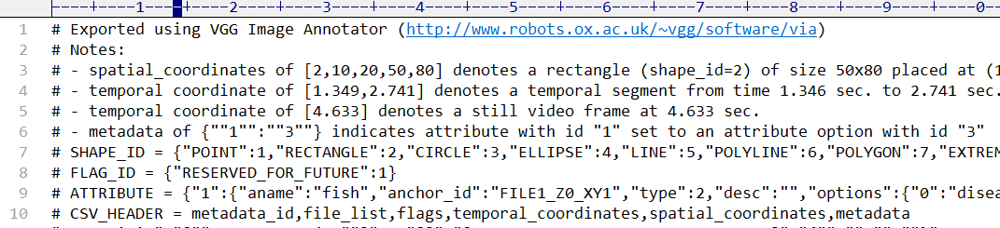 ----+----1----+----2----+----3----+----4----+----5----+----6----+----7----+----8----+----9----+----0
1 # Exported using VGG Image Annotator (http://www.robots.ox.ac.uk/~vgg/software/via)
2 # Notes:
3 # - spatial_coordinates of [2,10,20,50,80] denotes a rectangle (shape_id=2) of size 50x80 placed at (1
4 # - temporal coordinate of [1.349,2.741] denotes a temporal segment from time 1.346 sec. to 2.741 sec.
5 # - temporal coordinate of [4.633] denotes a still video frame at 4.633 sec.
6 # - metadata of {""1"":""3""} indicates attribute with id "1" set to an attribute option with id "3"
7 # SHAPE_ID = {"POINT":1,"RECTANGLE":2,"CIRCLE":3,"ELLIPSE":4,"LINE":5,"POLYLINE":6,"POLYGON":7,"EXTREM
8 # FLAG_ID = {"RESERVED_FOR_FUTURE":1}
9 # ATTRIBUTE = {"1":{"aname":"fish","anchor_id":"FILE1_Z0_XY1","type":2,"desc":"","options":{"0":"disea
10 # CSV_HEADER = metadata_id,file_list,flags,temporal_coordinates,spatial_coordinates,metadata